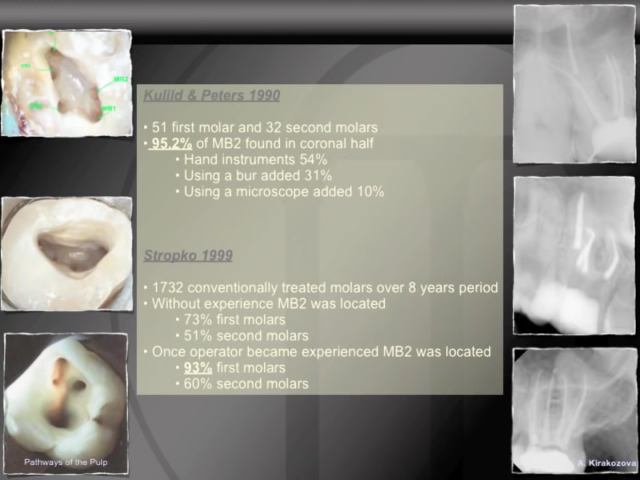 Kulild & Peters 1990
• 51 first molar and 32 second molars
• 95.2% of MB2 found in coronal half
• Hand instruments 54%
• Using a bur added 31%
• Using a microscope added 10%
Stropko 1999
• 1732 conventionally treated molars over 8 years period
• Without experience MB2 was located
• 73% first molars
• 51% second molars
• Once operator became experienced MB2 was located
• 93% first molars
• 60% second molars
MB2
MB1
Pathways of the Pulp
A. Kirakozova